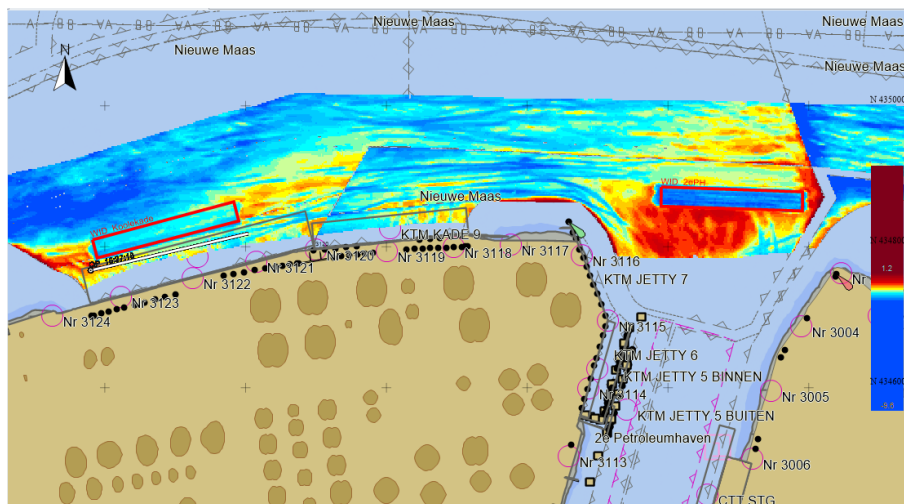 Nieuwe Maas
Nieuwe Maas
Nieuwe Maas
Nieuwe Maas
N
N 435000
WID_2ePH
Nieuwe Maas
KTM KADE 9
Nr 3120
Nr 3119
Nr 3118
Nr 3117
Nr 3116
Nr 3121
Nr 3122
Nr 3123
Nr 3124
KTM JETTY 7
Nr
1.2
Nr 3115
Nr 3004
KTM JETTY 6
KTM JETTY 5 BINNEN
Nr 3114
N 434600
Nr 3005
KTM JETTY 5 BUITEN
2e Petroleumhaven
Nr 3113
Nr 3006
CTT STG